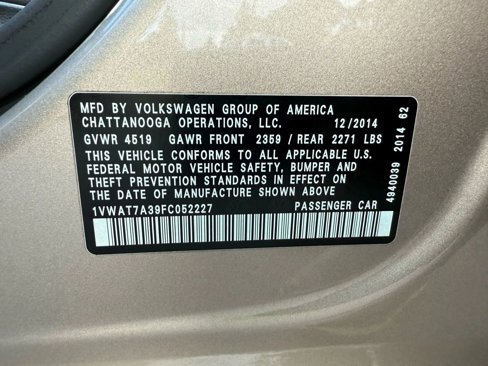 MFD BY VOLKSWAGEN GROUP OF AMERICA
CHATTANOOGA OPERATIONS, LLC. 12/2014
GVWR 4519 GAWR FRONT 2359 / REAR 2271 LBS
THIS VEHICLE CONFORMS TO ALL APPLICABLE U.S.
FEDERAL MOTOR VEHICLE SAFETY, BUMPER AND
THEFT PREVENTION STANDARDS IN EFFECT ON
THE DATE OF MANUFACTURE SHOWN ABOVE
1VWAT7A39FC052227 PASSENGER CAR
4940039 2014 62